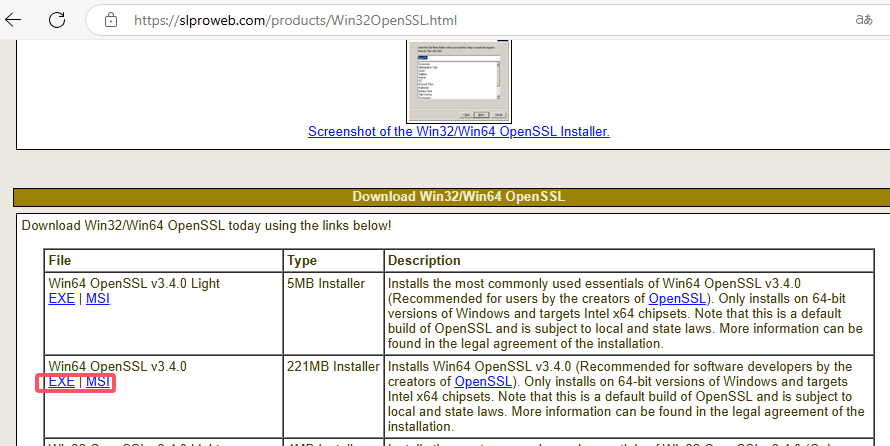 https://slproweb.com/products/Win32OpenSSL.html
Screenshot of the Win32/Win64 OpenSSL Installer.
Download Win32/Win64 OpenSSL
Download Win32/Win64 OpenSSL today using the links below!
File Type Description
Win64 OpenSSL v3.4.0 Light
EXE | MSI
5MB Installer
Installs the most commonly used essentials of Win64 OpenSSL v3.4.0
(Recommended for users by the creators of OpenSSL). Only installs on 64-bit
versions of Windows and targets Intel x64 chipsets. Note that this is a default
build of OpenSSL and is subject to local and state laws. More information can be
found in the legal agreement of the installation.
Win64 OpenSSL v3.4.0
EXE | MSI
221MB Installer
Installs Win64 OpenSSL v3.4.0 (Recommended for software developers by the
creators of OpenSSL). Only installs on 64-bit versions of Windows and targets
Intel x64 chipsets. Note that this is a default build of OpenSSL and is subject to
local and state laws. More information can be found in the legal agreement of the
installation.